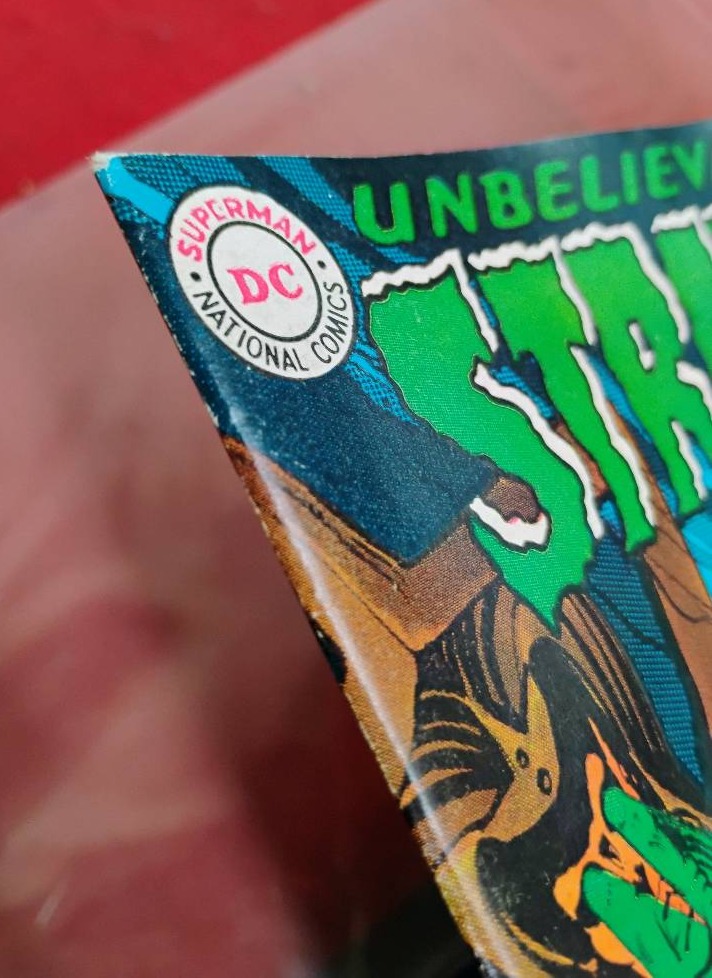 SUPERMAN
DC
NATIONAL COMICS
UNBELIEV
STR